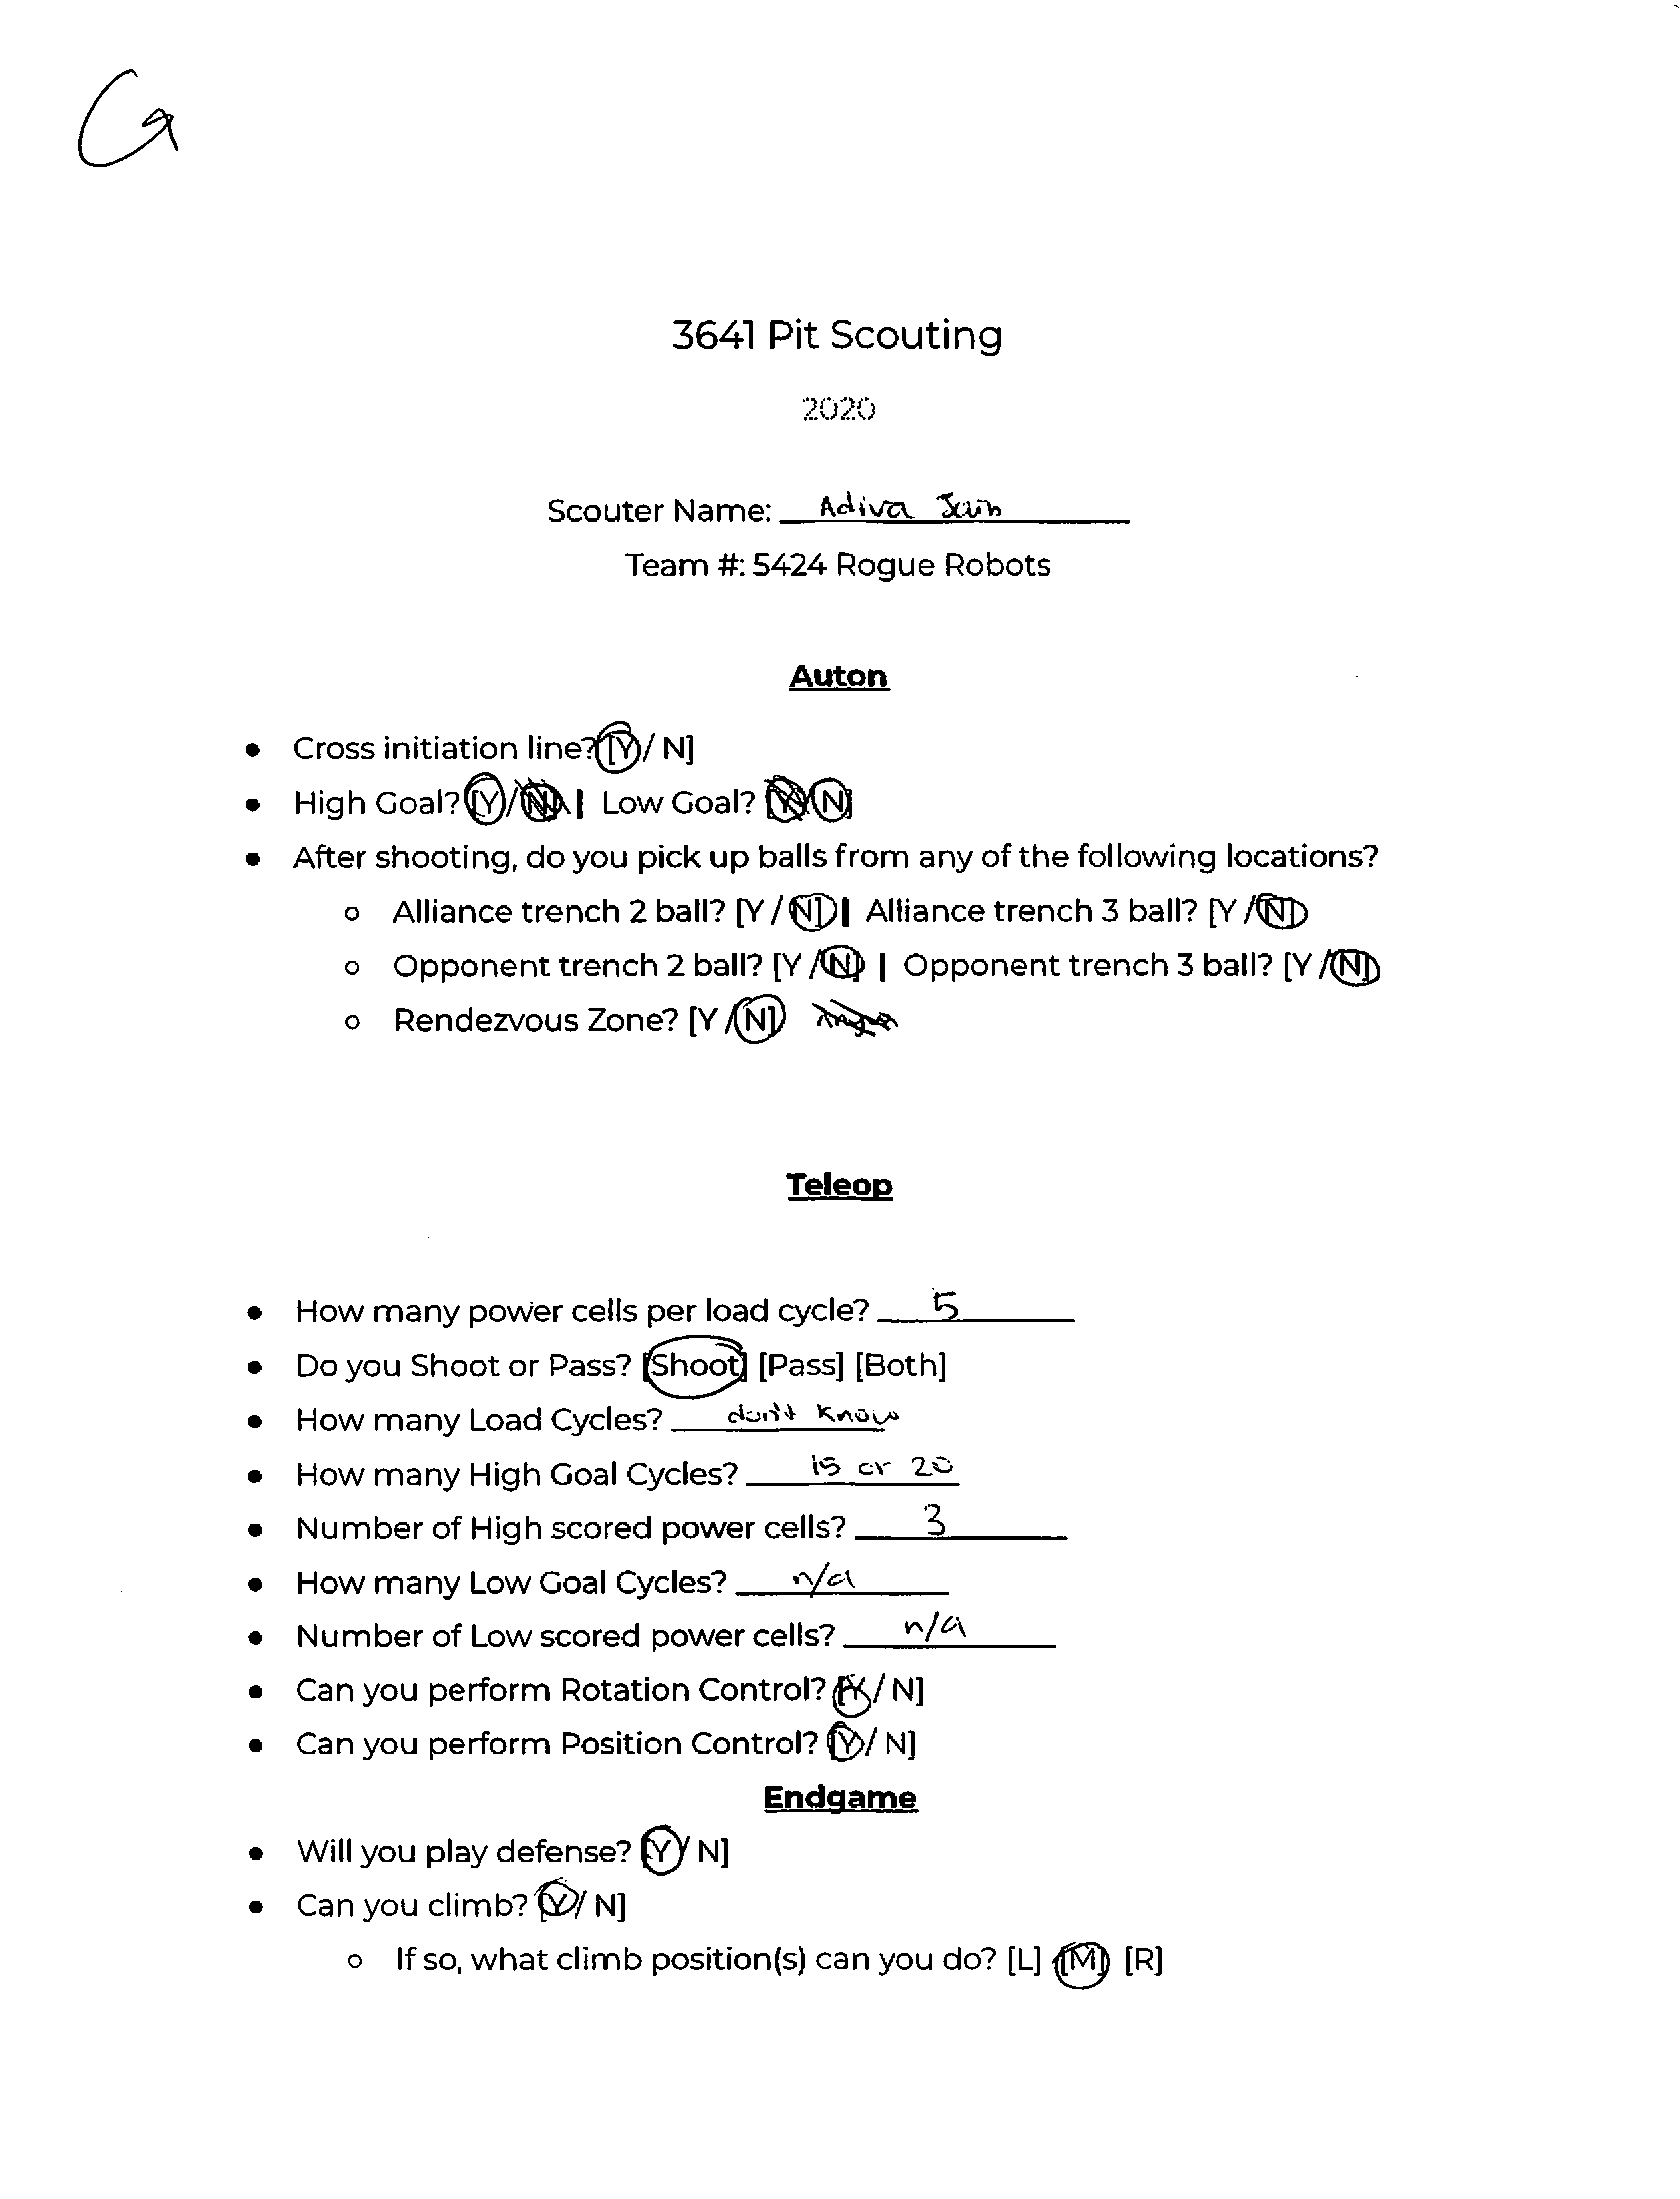 3641 Pit Scouting
2020
Scouter Name: Adiva Jain
Team #: 5424 Rogue Robots
Auton
• Cross initiation line? [Y / N]
• High Goal? [Y / N] | Low Goal? [Y / N]
• After shooting, do you pick up balls from any of the following locations?
○ Alliance trench 2 ball? [Y / N] | Alliance trench 3 ball? [Y / N]
○ Opponent trench 2 ball? [Y / N] | Opponent trench 3 ball? [Y / N]
○ Rendezvous Zone? [Y / N]
Teleop
• How many power cells per load cycle? 5
• Do you Shoot or Pass? [Shoot] [Pass] [Both]
• How many Load Cycles? don't know
• How many High Goal Cycles? 15 or 20
• Number of High scored power cells? 3
• How many Low Goal Cycles? n/a
• Number of Low scored power cells? n/a
• Can you perform Rotation Control? [Y / N]
• Can you perform Position Control? [Y / N]
Endgame
• Will you play defense? [Y / N]
• Can you climb? [Y / N]
○ If so, what climb position(s) can you do? [L] [M] [R]